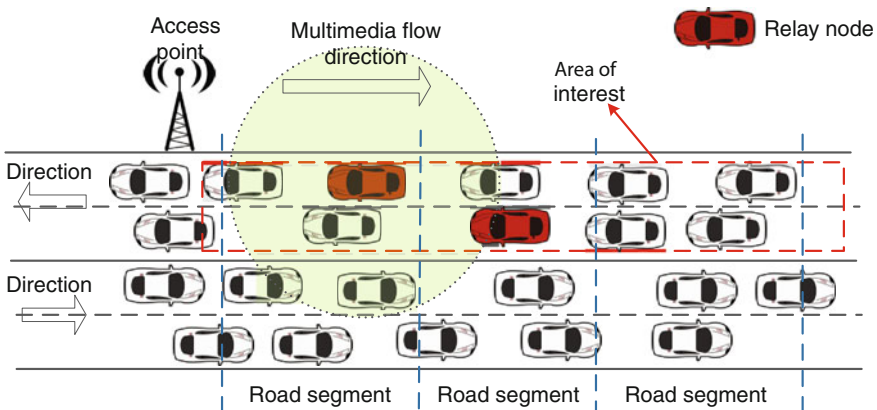 Access
point
Multimedia flow
direction
Relay node
Area of
interest
Direction
Direction
Road segment
Road segment
Road segment